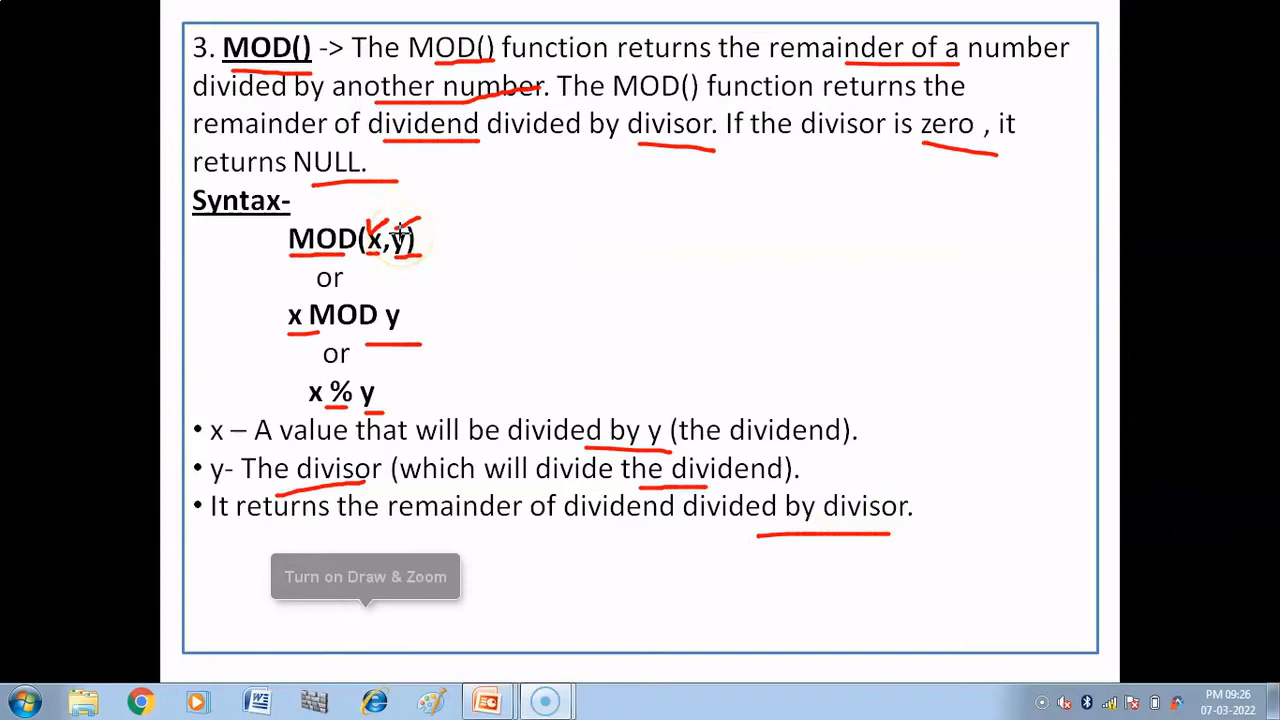 3. MOD() -> The MOD() function returns the remainder of a number
divided by another number. The MOD() function returns the
remainder of dividend divided by divisor. If the divisor is zero , it
returns NULL.
Syntax-
MOD(x,y)
or
x MOD y
or
x % y
• x – A value that will be divided by y (the dividend).
• y- The divisor (which will divide the dividend).
• It returns the remainder of dividend divided by divisor.
Turn on Draw & Zoom
PM 09:26
07-03-2022